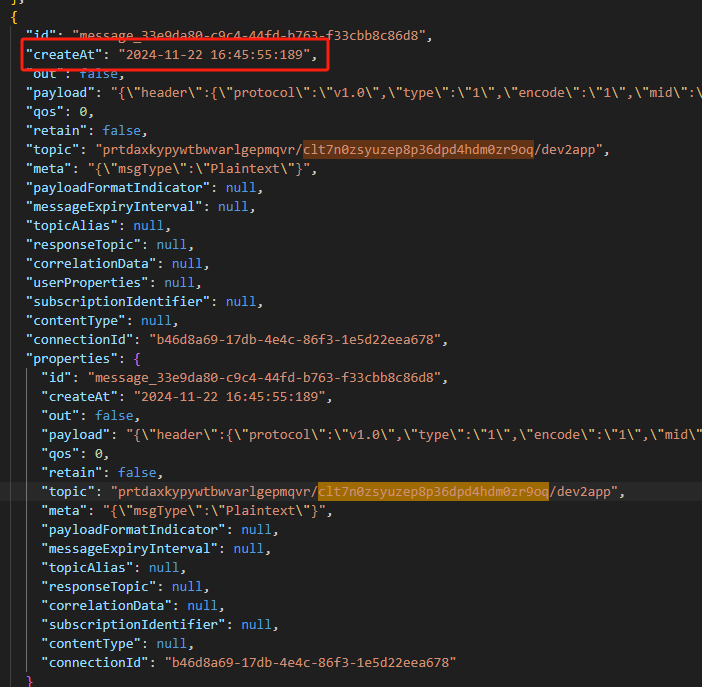 },
{
"id": "message_33e9da80-c9c4-44fd-b763-f33cbb8c86d8",
"createAt": "2024-11-22 16:45:55:189",
"out": false,
"payload": "{\"header\":{\"protocol\":\"v1.0\",\"type\":\"1\",\"encode\":\"1\",\"mid\":\
"qos": 0,
"retain": false,
"topic": "prtdaxkypywtbwvarlgepmqvr/clt7n0zsyuzep8p36dpd4hdm0zr9oq/dev2app",
"meta": "{\"msgType\":\"Plaintext\"}",
"payloadFormatIndicator": null,
"messageExpiryInterval": null,
"topicAlias": null,
"responseTopic": null,
"correlationData": null,
"userProperties": null,
"subscriptionIdentifier": null,
"contentType": null,
"connectionId": "b46d8a69-17db-4e4c-86f3-1e5d22eea678",
"properties": {
"id": "message_33e9da80-c9c4-44fd-b763-f33cbb8c86d8",
"createAt": "2024-11-22 16:45:55:189",
"out": false,
"payload": "{\"header\":{\"protocol\":\"v1.0\",\"type\":\"1\",\"encode\":\"1\",\"mid\"
"qos": 0,
"retain": false,
"topic": "prtdaxkypywtbwvarlgepmqvr/clt7n0zsyuzep8p36dpd4hdm0zr9oq/dev2app",
"meta": "{\"msgType\":\"Plaintext\"}",
"payloadFormatIndicator": null,
"messageExpiryInterval": null,
"topicAlias": null,
"responseTopic": null,
"correlationData": null,
"subscriptionIdentifier": null,
"contentType": null,
"connectionId": "b46d8a69-17db-4e4c-86f3-1e5d22eea678"
}